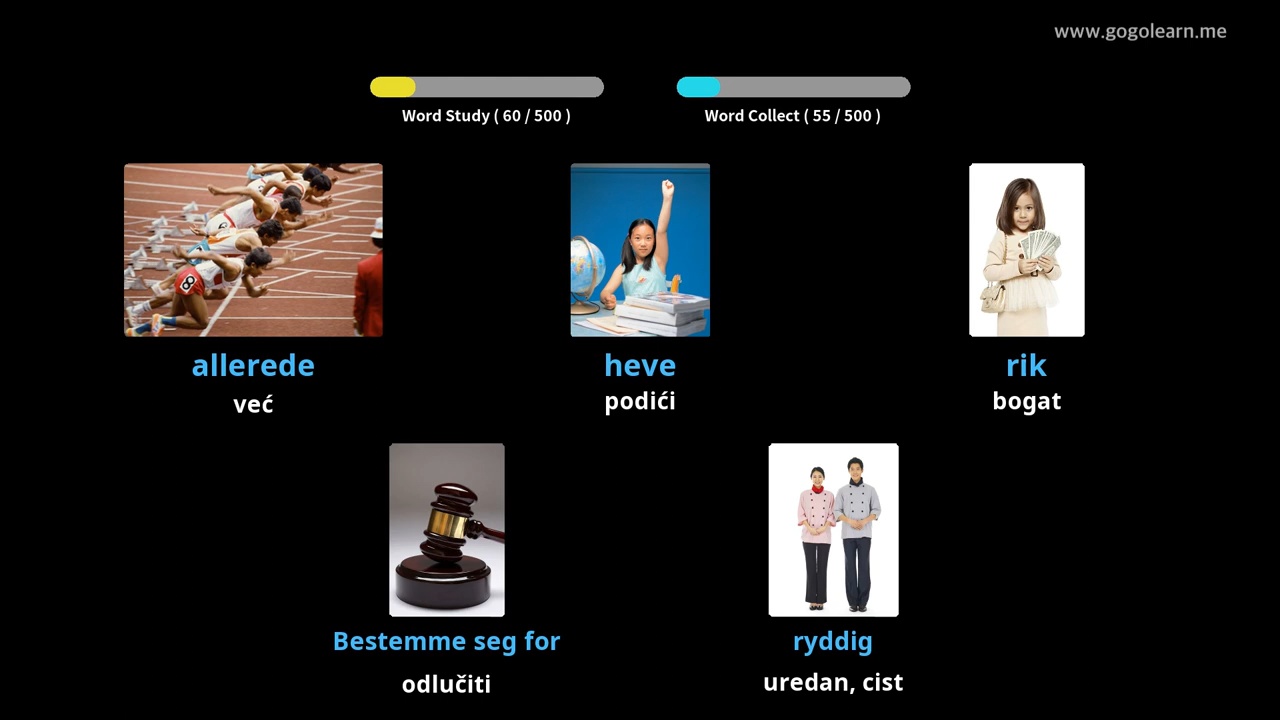 www.gogolearn.me
Word Study ( 60 / 500 )
Word Collect ( 55 / 500 )
8
allerede
već
heve
podići
rik
bogat
Bestemme seg for
odlučiti
ryddig
uredan, cist